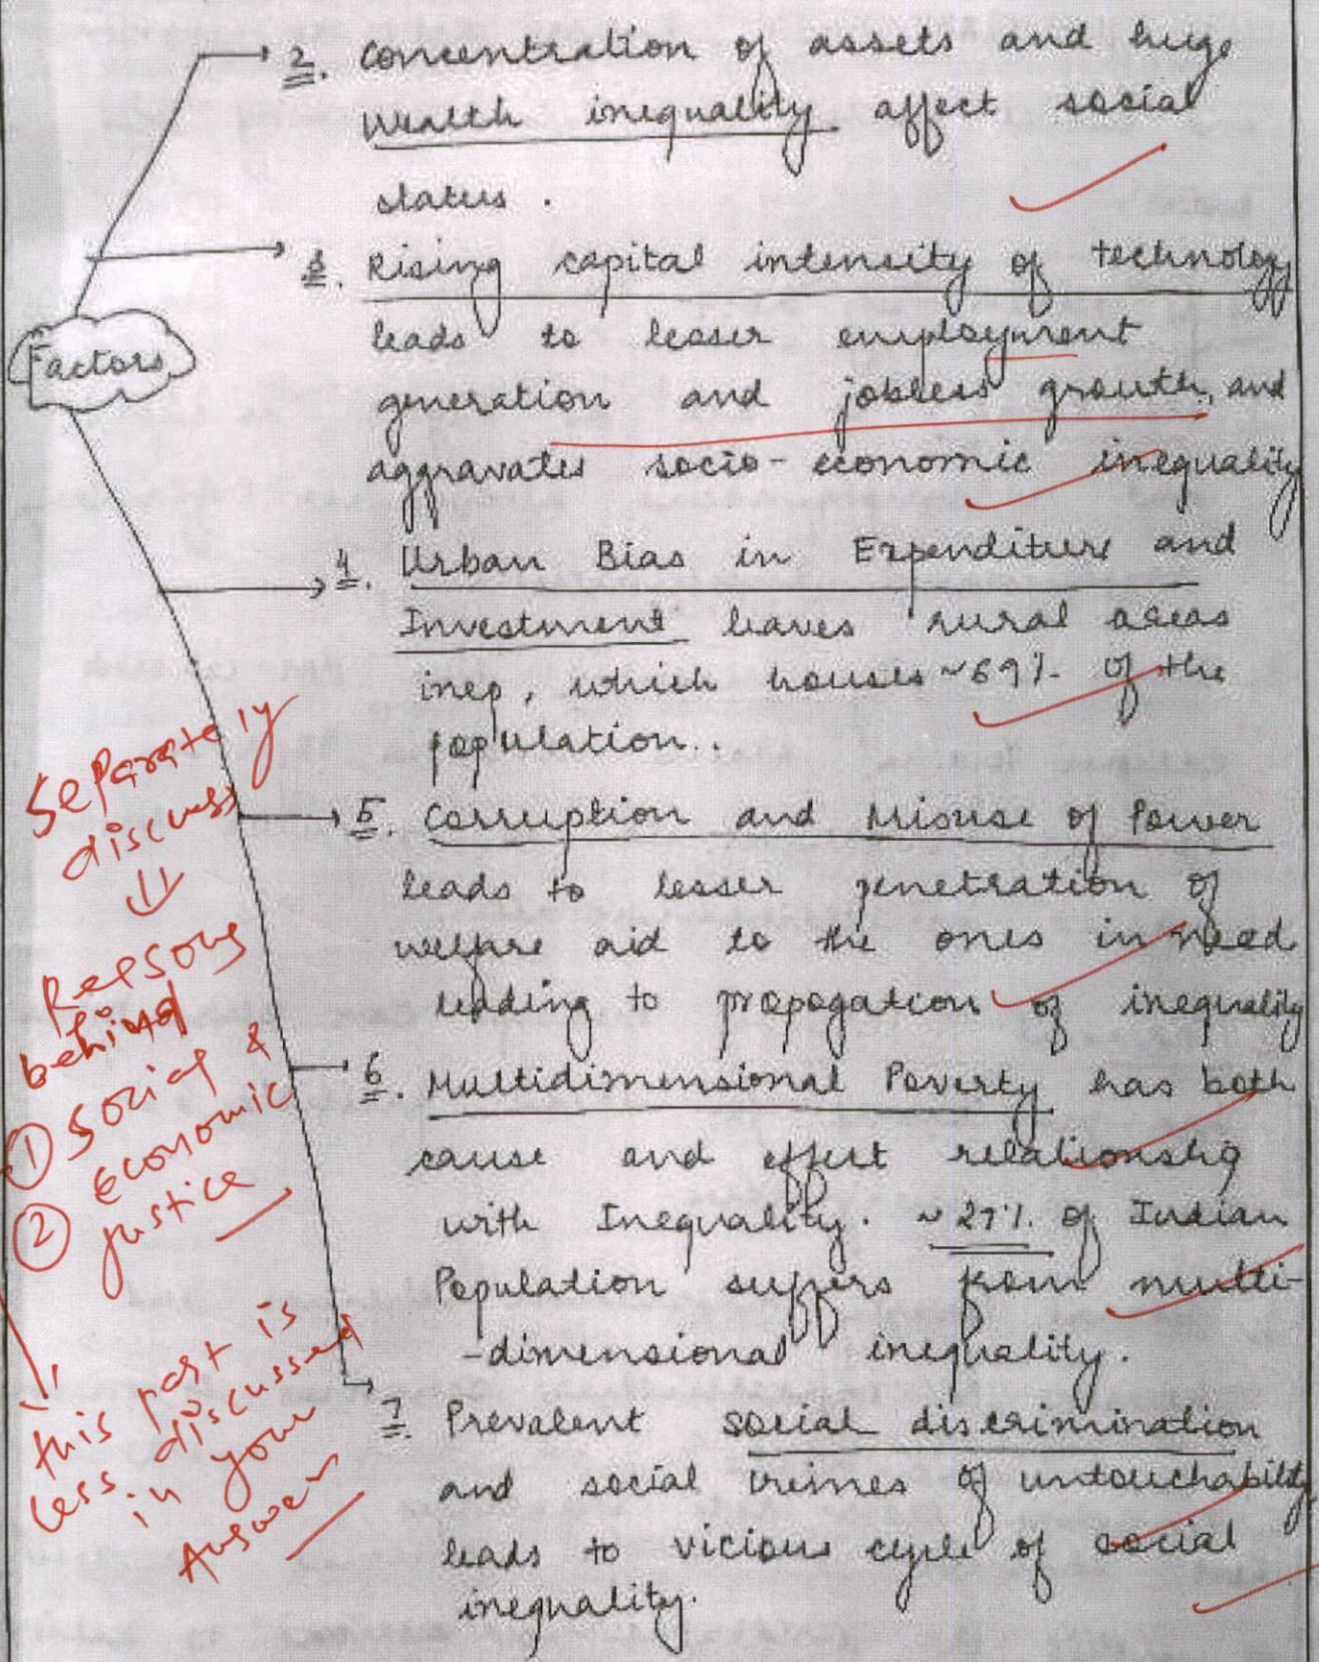 2. Concentration of assets and huge
Wealth inequality affect social
status.
3. Rising capital intensity of technology
Factors
leads to lesser employment
generation and jobless growth, and
aggravates socio-economic inequality
4. Urban Bias in Expenditure and
Investment leaves rural areas
ineq, which houses ~69% of the
population..
5. Corruption and Misuse of Power
leads to lesser penetration of
welfare aid to the ones in need
leading to propogation of inequality
6. Multidimensional Poverty has both
cause and effect relationship
with Inequality. ~27% of Indian
Population suffers from multi-
-dimensional inequality.
7. Prevalent social discrimination
and social crimes of untouchability,
leads to vicious cycle of social
inequality.
Separately
discuss
⇓
Reasons
behind
① Social &
② economic
justice
this part is
less discussed
in your
Answer